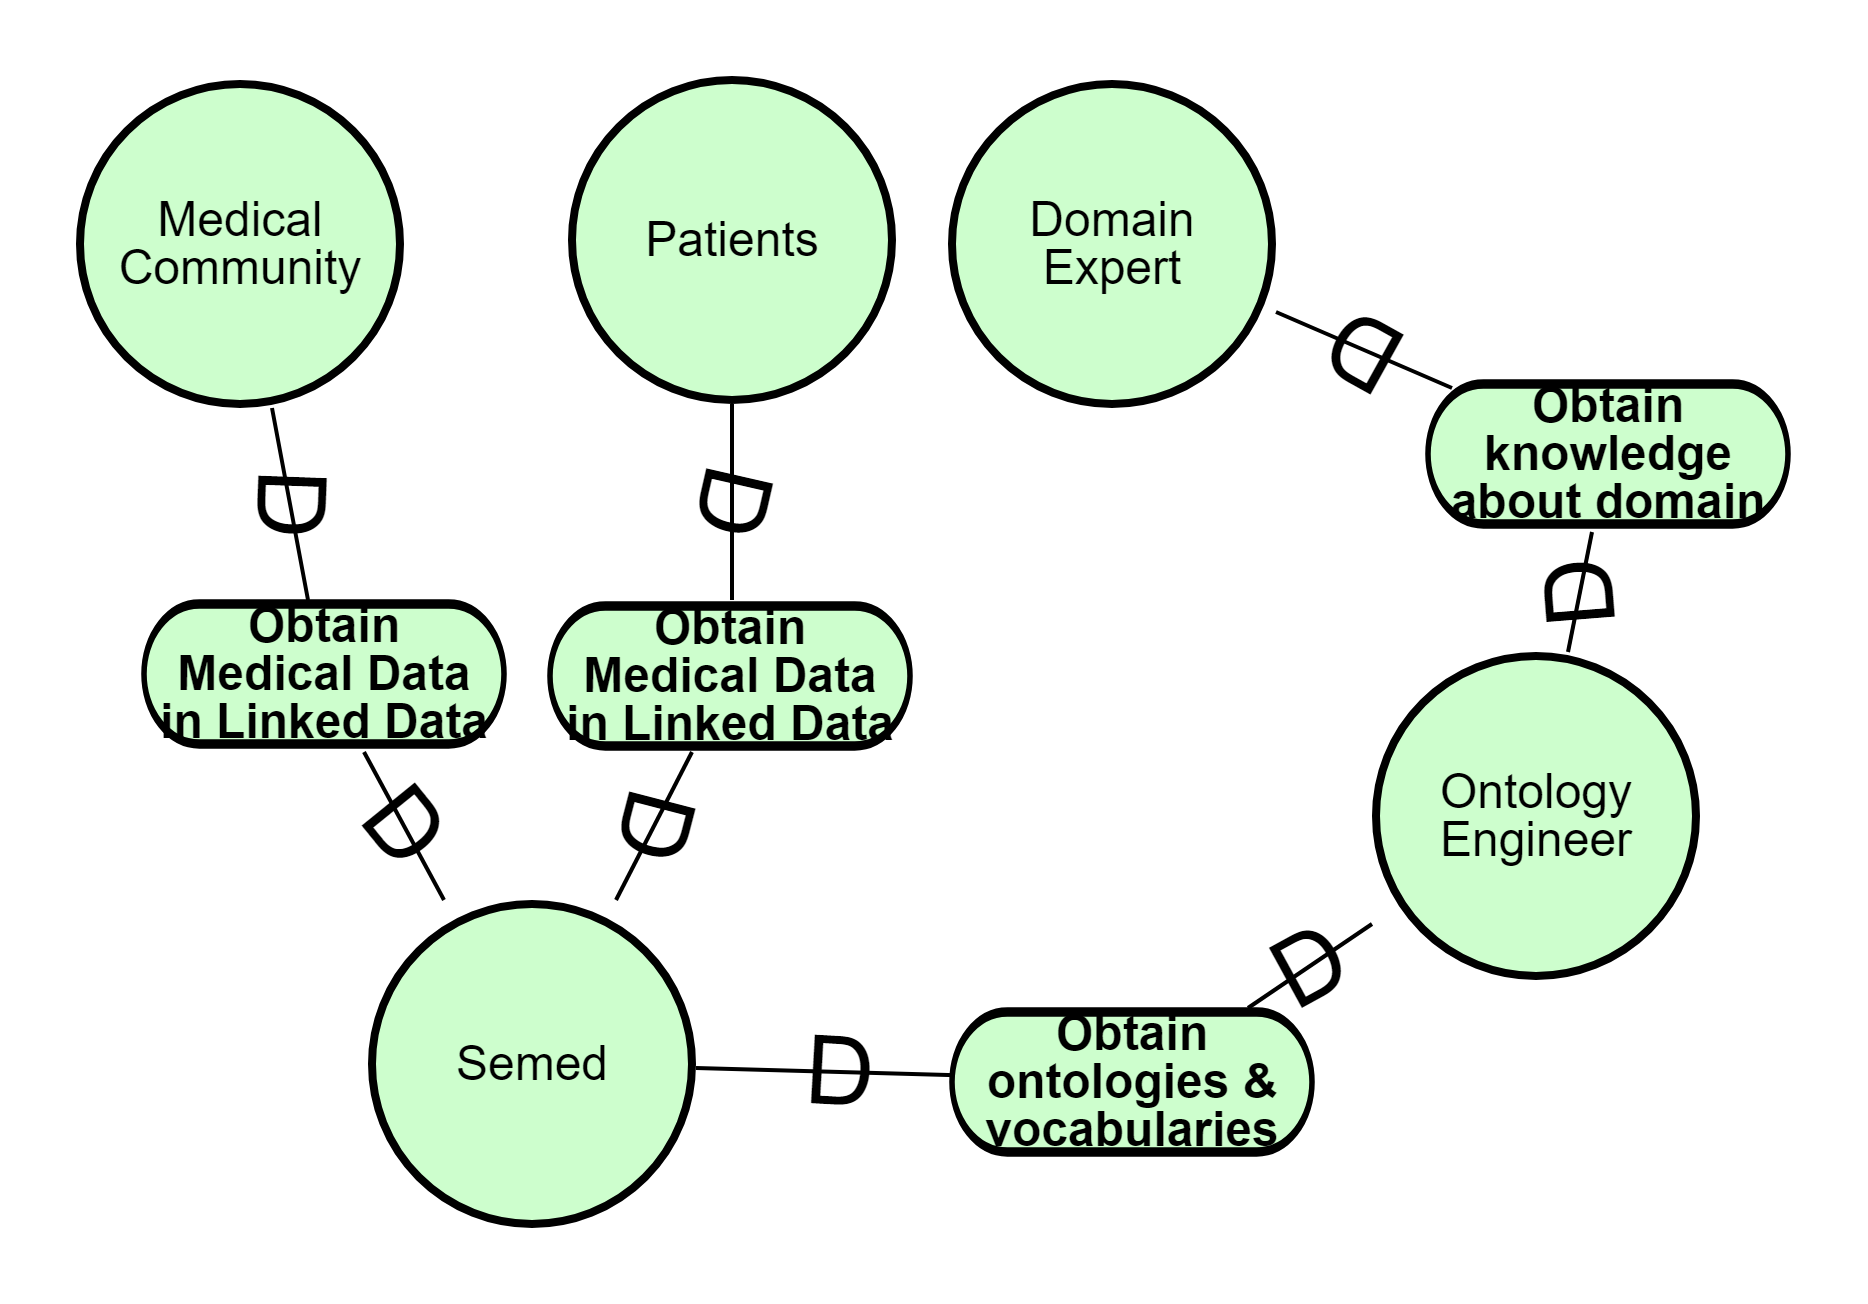 Medical
Community
Patients
Domain
Expert
D
D
D
Obtain
knowledge
about domain
D
Obtain
Medical Data
in Linked Data
Obtain
Medical Data
in Linked Data
D
D
Ontology
Engineer
D
Semed
D
Obtain
ontologies &
vocabularies